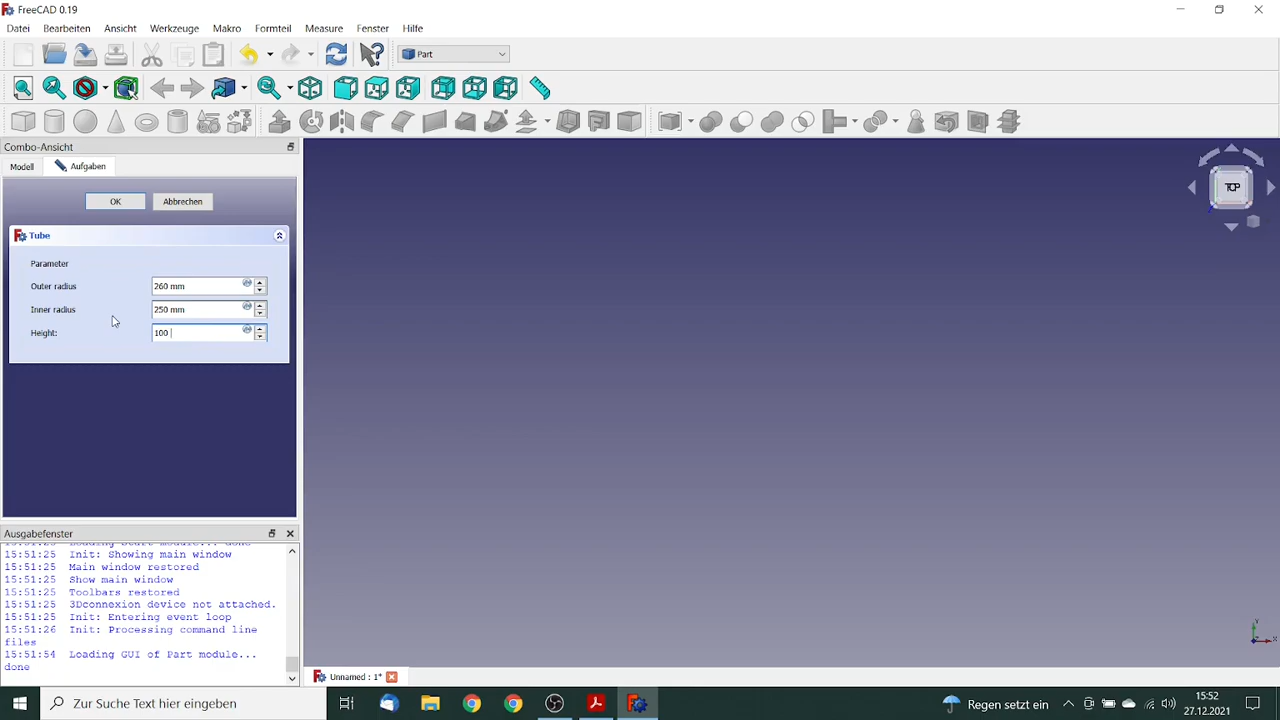 FreeCAD 0.19
Datei Bearbeiten Ansicht Werkzeuge Makro Formteil Measure Fenster Hilfe
Part
Combo-Ansicht
Modell Aufgaben
TOP
OK Abbrechen
Tube
Parameter
Outer radius 260 mm
Inner radius 250 mm
Height: 100
Ausgabefenster
15:51:25 Init: Showing main window
15:51:25 Main window restored
15:51:25 Show main window
15:51:25 Toolbars restored
15:51:25 3Dconnexion device not attached.
15:51:25 Init: Entering event loop
15:51:26 Init: Processing command line
files
15:51:54 Loading GUI of Part module...
done
Y
X
Unnamed : 1*
Zur Suche Text hier eingeben
Regen setzt ein
15:52
27.12.2021